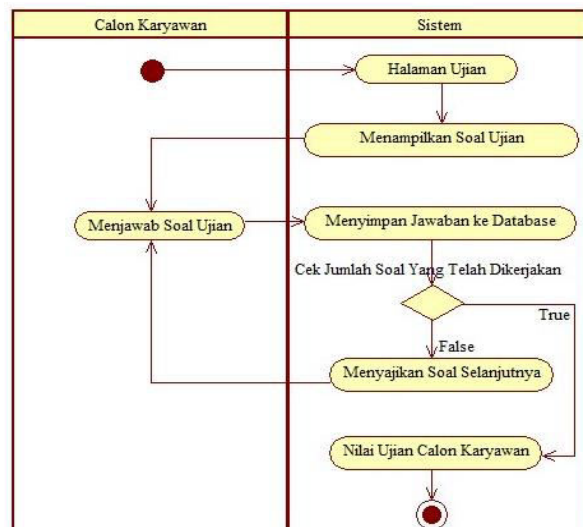 Calon Karyawan
Sistem
Halaman Ujian
Menampilkan Soal Ujian
Menjawab Soal Ujian
Menyimpan Jawaban ke Database
Cek Jumlah Soal Yang Telah Dikerjakan
True
False
Menyajikan Soal Selanjutnya
Nilai Ujian Calon Karyawan